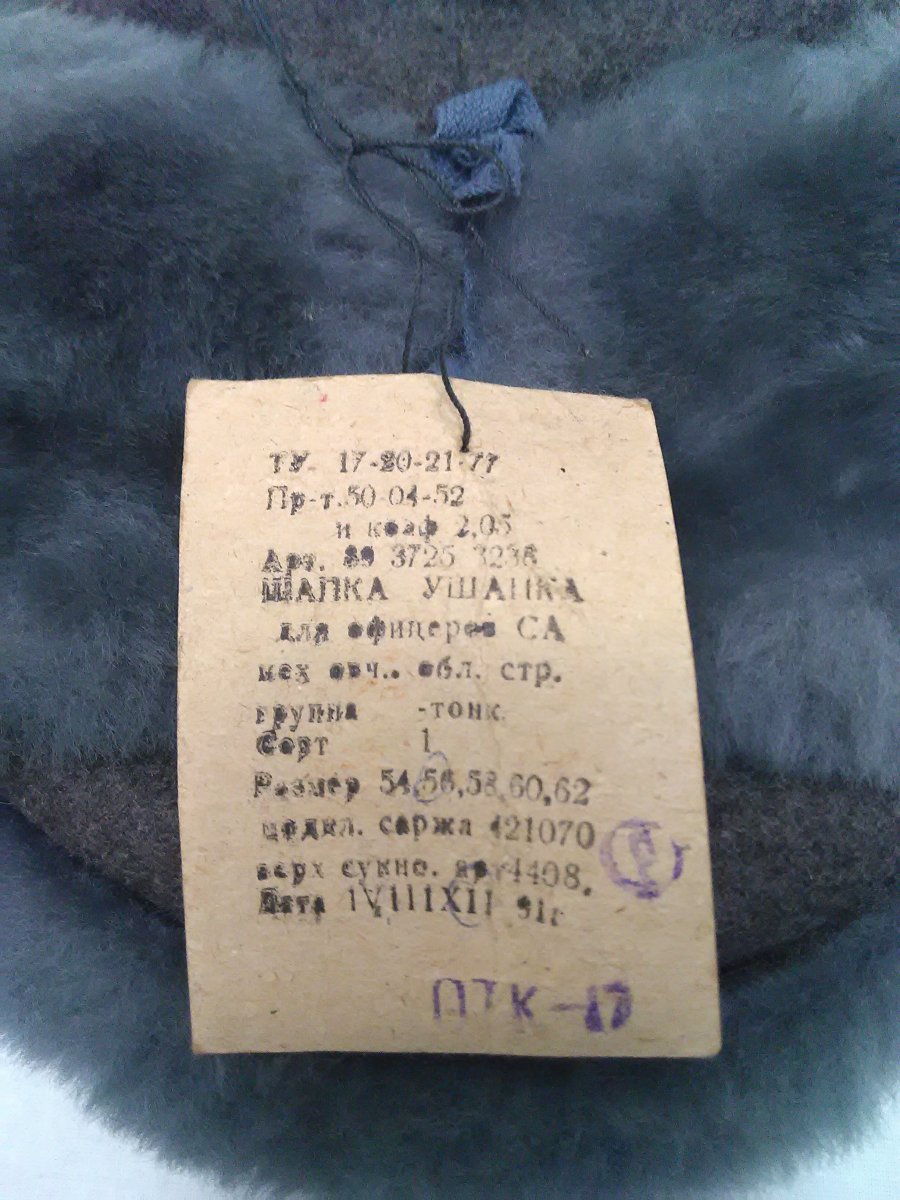 ТУ. 17-20-21-77
Пр-т.50-04-52
и коэф 2,05
Арт. 89 3725 3236
ШАПКА УШАНКА
для офицеров СА
мех овч.. обл. стр.
группа -тонк.
Сорт 1
Размер 54,56,58,60,62
подкл. саржа 421070
верх сукно. ар 4408.
Дата 91г
ОТК-17